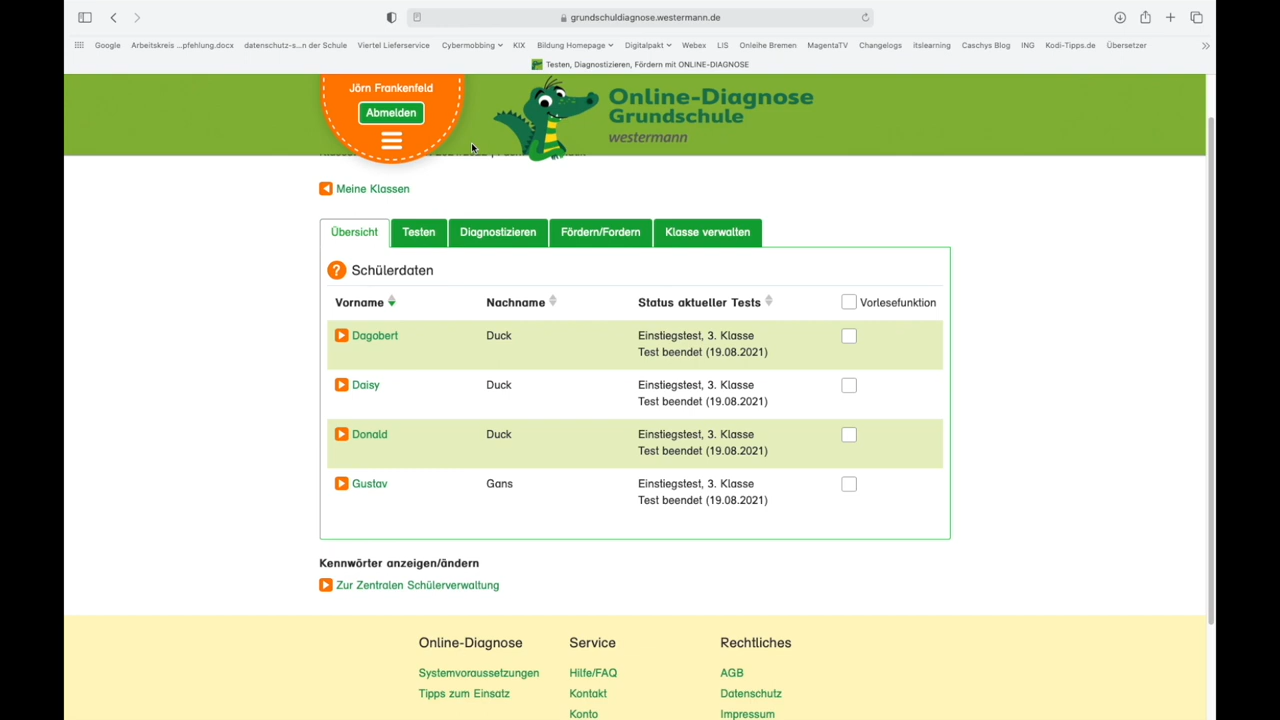 grundschuldiagnose.westermann.de
Google Arbeitskreis ...pfehlung.docx datenschutz-s...n der Schule Viertel Lieferservice Cybermobbing KIX Bildung Homepage Digitalpakt Webex LIS Onleihe Bremen MagentaTV Changelogs itslearning Caschys Blog ING Kodi-Tipps.de Übersetzer
Testen, Diagnostizieren, Fördern mit ONLINE-DIAGNOSE
Jörn Frankenfeld
Abmelden
Online-Diagnose
Grundschule
westermann
Meine Klassen
Übersicht Testen Diagnostizieren Fördern/Fordern Klasse verwalten
? Schülerdaten
Vorname Nachname Status aktueller Tests Vorlesefunktion
Dagobert Duck Einstiegstest, 3. Klasse
Test beendet (19.08.2021)
Daisy Duck Einstiegstest, 3. Klasse
Test beendet (19.08.2021)
Donald Duck Einstiegstest, 3. Klasse
Test beendet (19.08.2021)
Gustav Gans Einstiegstest, 3. Klasse
Test beendet (19.08.2021)
Kennwörter anzeigen/ändern
Zur Zentralen Schülerverwaltung
Online-Diagnose Service Rechtliches
Systemvoraussetzungen Hilfe/FAQ AGB
Tipps zum Einsatz Kontakt Datenschutz
Konto Impressum